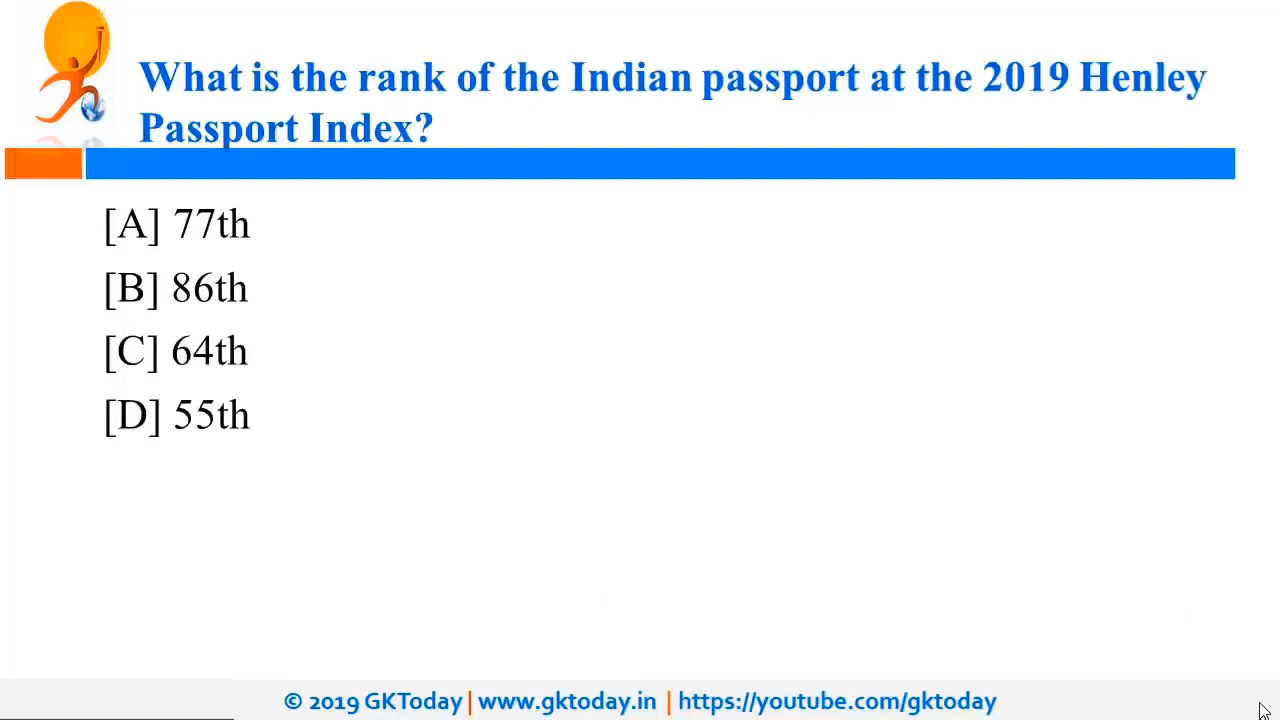 What is the rank of the Indian passport at the 2019 Henley
Passport Index?
[A] 77th
[B] 86th
[C] 64th
[D] 55th
© 2019 GKToday | www.gktoday.in | https://youtube.com/gktoday